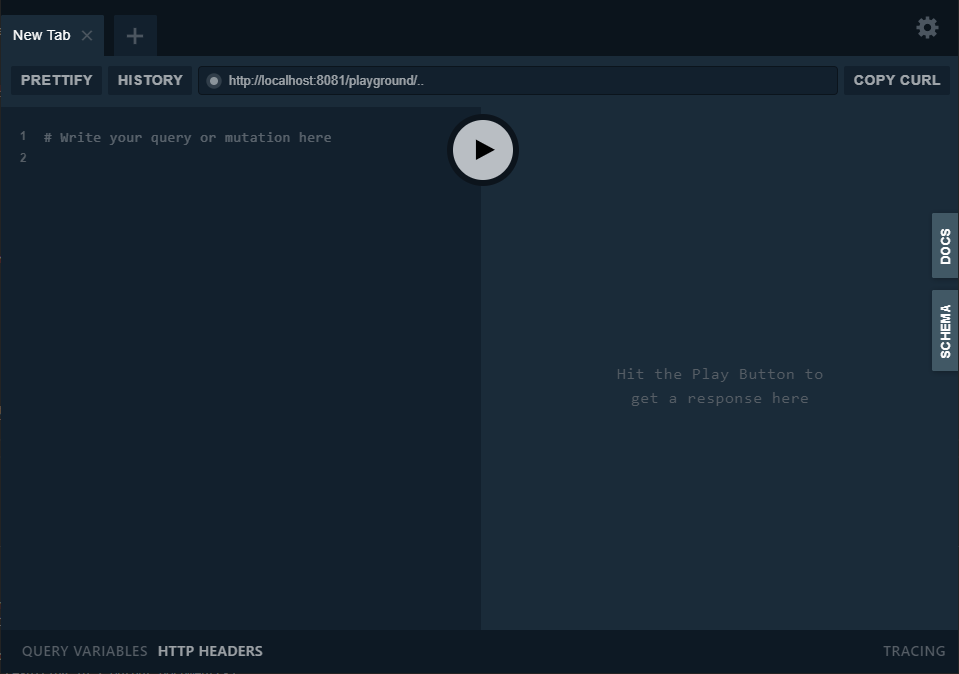 New Tab
PRETTIFY HISTORY http://localhost:8081/playground/.. COPY CURL
1 # Write your query or mutation here
2
DOCS
SCHEMA
Hit the Play Button to
get a response here
QUERY VARIABLES HTTP HEADERS TRACING